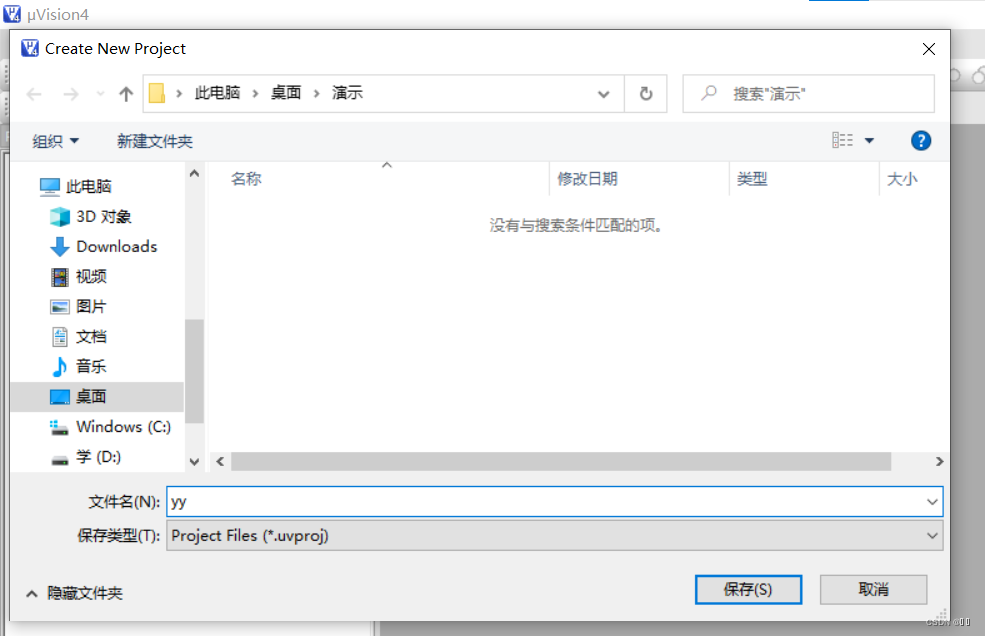 μVision4
Create New Project
此电脑 > 桌面 > 演示
搜索"演示"
组织
新建文件夹
名称 修改日期 类型 大小
没有与搜索条件匹配的项。
此电脑
3D 对象
Downloads
视频
图片
文档
音乐
桌面
Windows (C:)
学 (D:)
文件名(N): yy
保存类型(T): Project Files (*.uvproj)
隐藏文件夹
保存(S)
取消